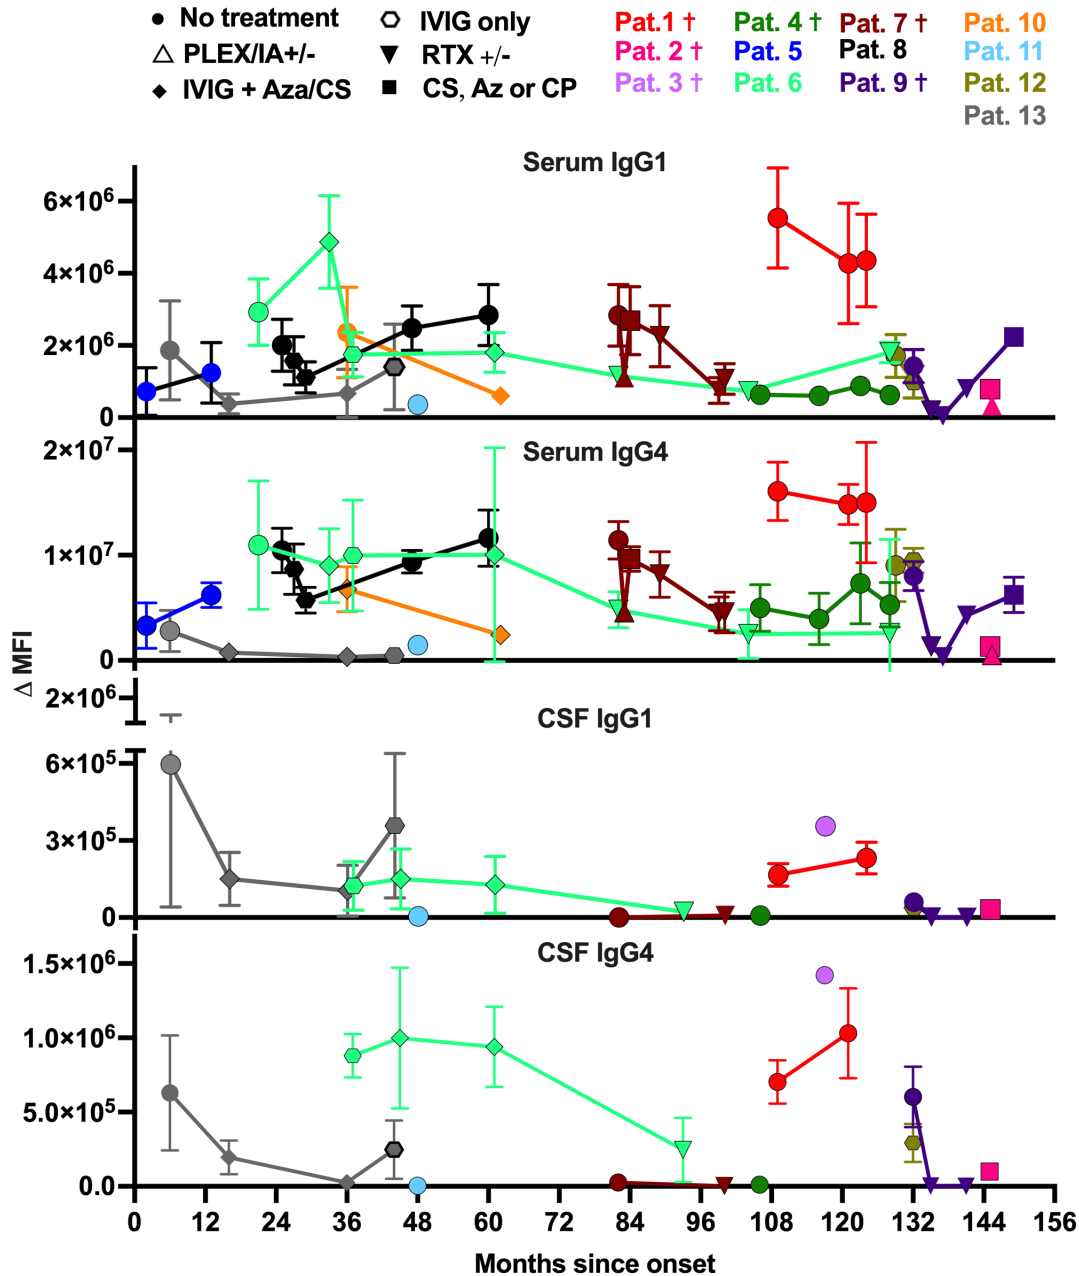 No treatment IVIG only Pat.1 † Pat. 4 † Pat. 7 † Pat. 10
PLEX/IA+/- RTX +/- Pat. 2 † Pat. 5 Pat. 8 Pat. 11
IVIG + Aza/CS CS, Az or CP Pat. 3 † Pat. 6 Pat. 9 † Pat. 12
Pat. 13
Serum IgG1
6×10⁶
4×10⁶
2×10⁶
0
Serum IgG4
2×10⁷
1×10⁷
0
Δ MFI
CSF IgG1
2×10⁶
6×10⁵
3×10⁵
0
CSF IgG4
1.5×10⁶
1.0×10⁶
5.0×10⁵
0.0
0 12 24 36 48 60 72 84 96 108 120 132 144 156
Months since onset